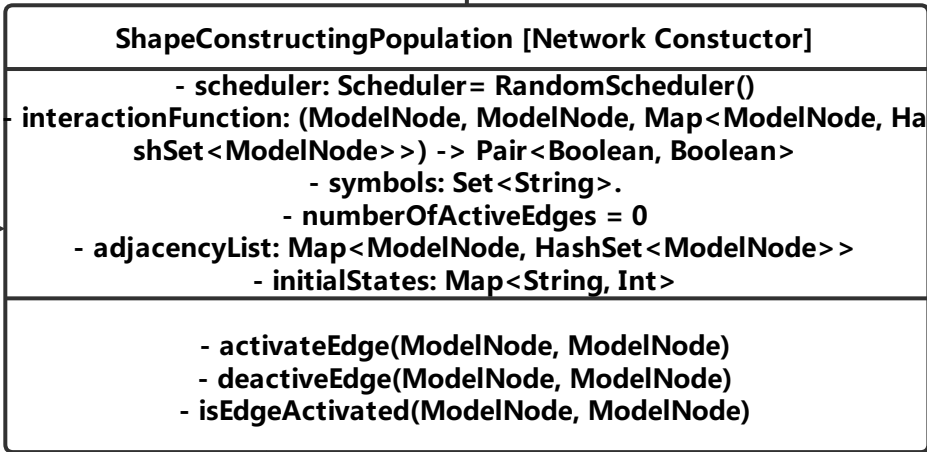 ShapeConstructingPopulation [Network Constuctor]
- scheduler: Scheduler= RandomScheduler()
- interactionFunction: (ModelNode, ModelNode, Map<ModelNode, Ha
shSet<ModelNode>>) -> Pair<Boolean, Boolean>
- symbols: Set<String>.
- numberOfActiveEdges = 0
- adjacencyList: Map<ModelNode, HashSet<ModelNode>>
- initialStates: Map<String, Int>
- activateEdge(ModelNode, ModelNode)
- deactiveEdge(ModelNode, ModelNode)
- isEdgeActivated(ModelNode, ModelNode)